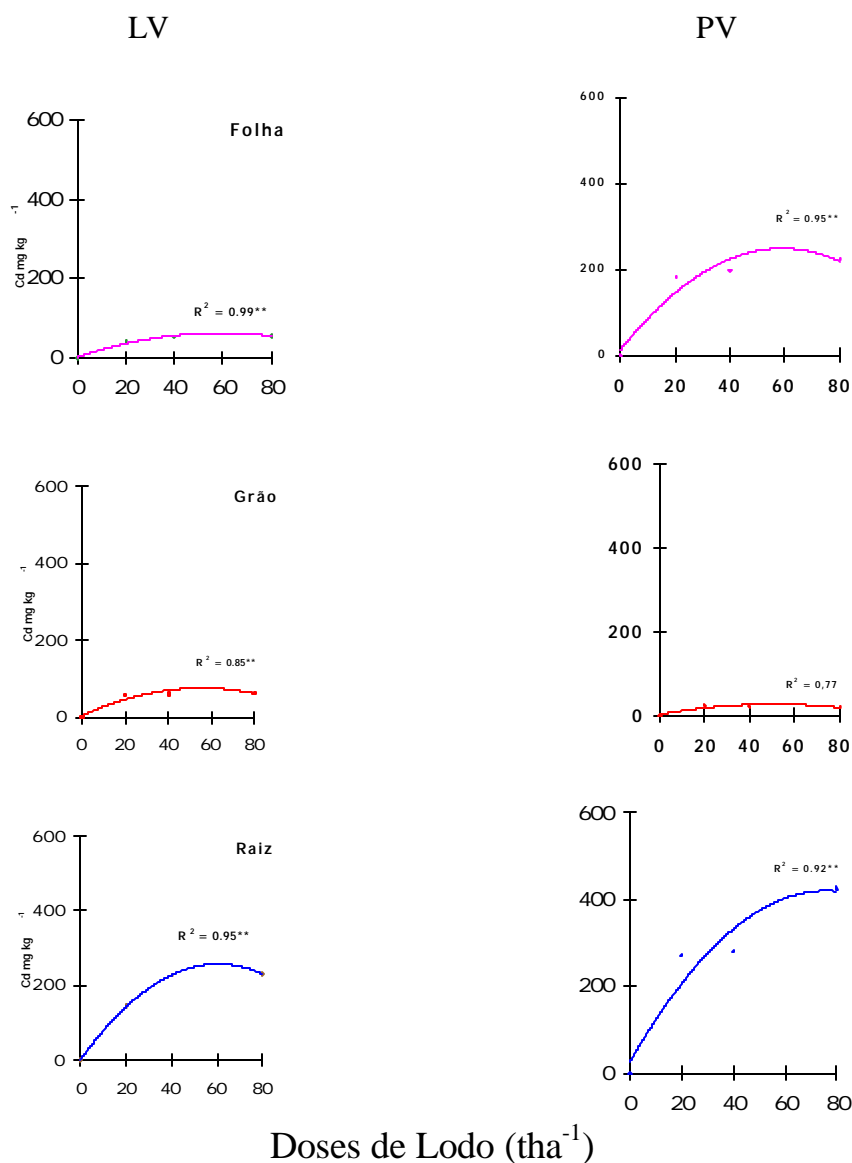 LV
PV
600
400
200
0
Cd mg kg -1
Folha
R² = 0.99**
0 20 40 60 80
600
400
200
0
R² = 0.95**
0 20 40 60 80
600
400
200
0
Cd mg kg -1
Grão
R² = 0.85**
0 20 40 60 80
600
400
200
0
R² = 0,77
0 20 40 60 80
600
400
200
0
Cd mg kg -1
Raiz
R² = 0.95**
0 20 40 60 80
600
400
200
0
R² = 0.92**
0 20 40 60 80
Doses de Lodo (tha⁻¹)